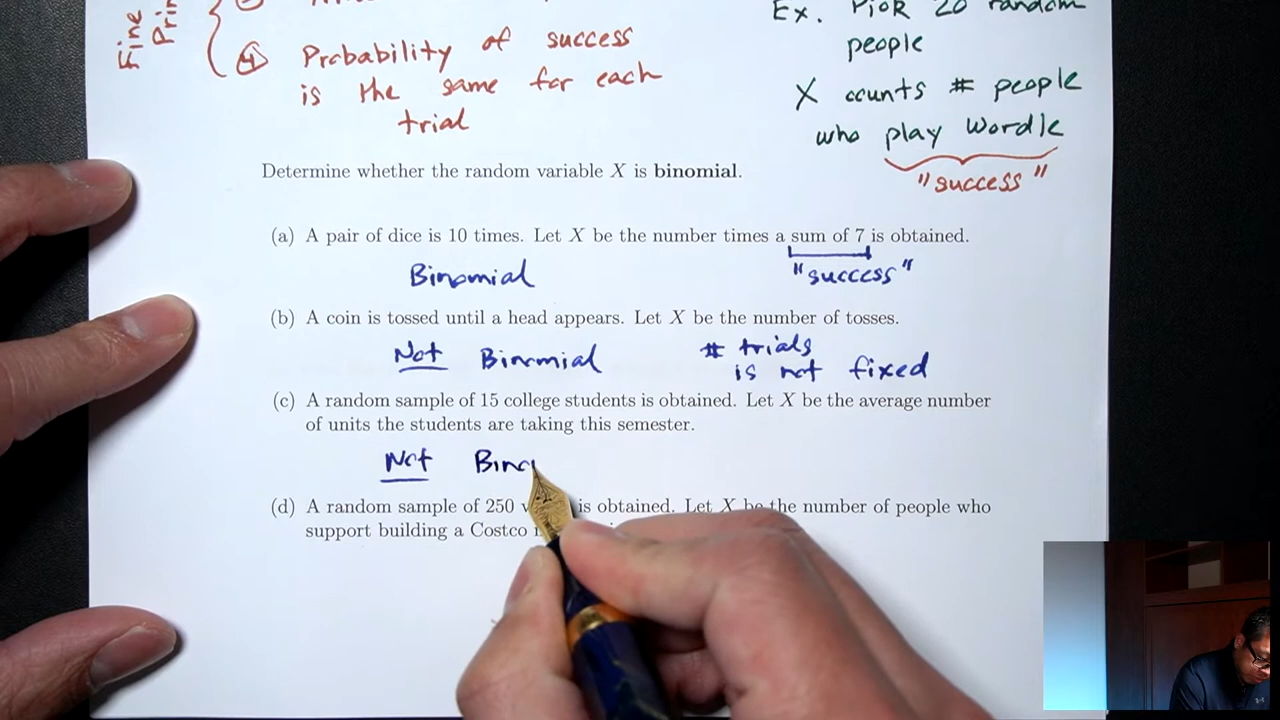 Fine
Ex. Pick 20 random
people
④ Probability of success
is the same for each
trial
X counts # people
who play Wordle
"success"
Determine whether the random variable X is binomial.
(a) A pair of dice is 10 times. Let X be the number times a sum of 7 is obtained.
Binomial "success"
(b) A coin is tossed until a head appears. Let X be the number of tosses.
Not Binomial # trials
is not fixed
(c) A random sample of 15 college students is obtained. Let X be the average number
of units the students are taking this semester.
Not Bino
(d) A random sample of 250 is obtained. Let X be the number of people who
support building a Costco